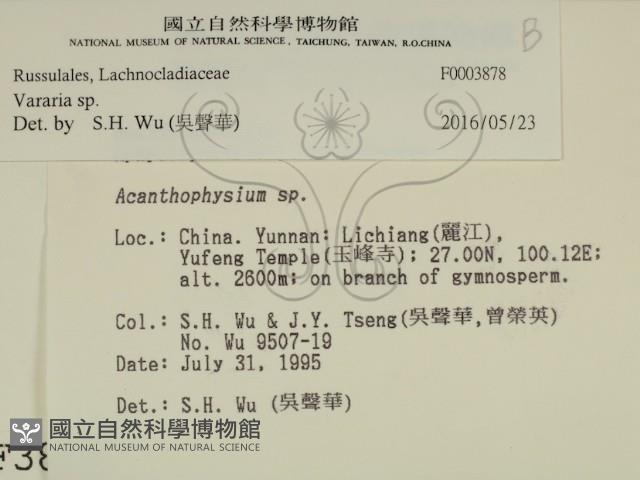 國立自然科學博物館
NATIONAL MUSEUM OF NATURAL SCIENCE, TAICHUNG, TAIWAN, R.O.CHINA
B
Russulales, Lachnocladiaceae F0003878
Vararia sp.
Det. by S.H. Wu (吳聲華) 2016/05/23
Acanthophysium sp.
Loc.: China. Yunnan: Lichiang(麗江),
Yufeng Temple(玉峰寺); 27.00N, 100.12E;
alt. 2600m; on branch of gymnosperm.
Col.: S.H. Wu & J.Y. Tseng(吳聲華,曾榮英)
No. Wu 9507-19
Date: July 31, 1995
Det.: S.H. Wu (吳聲華)
國立自然科學博物館
NATIONAL MUSEUM OF NATURAL SCIENCE